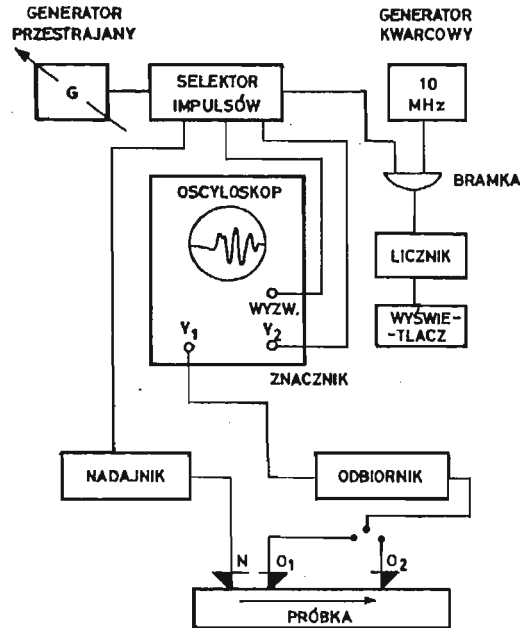 GENERATOR
PRZESTRAJANY
GENERATOR
KWARCOWY
G
SELEKTOR
IMPULSÓW
10
MHz
BRAMKA
OSCYLOSKOP
LICZNIK
WYZW.
Y1
Y2
WYŚWIE-
TLACZ
ZNACZNIK
NADAJNIK
ODBIORNIK
N
O1
O2
PRÓBKA